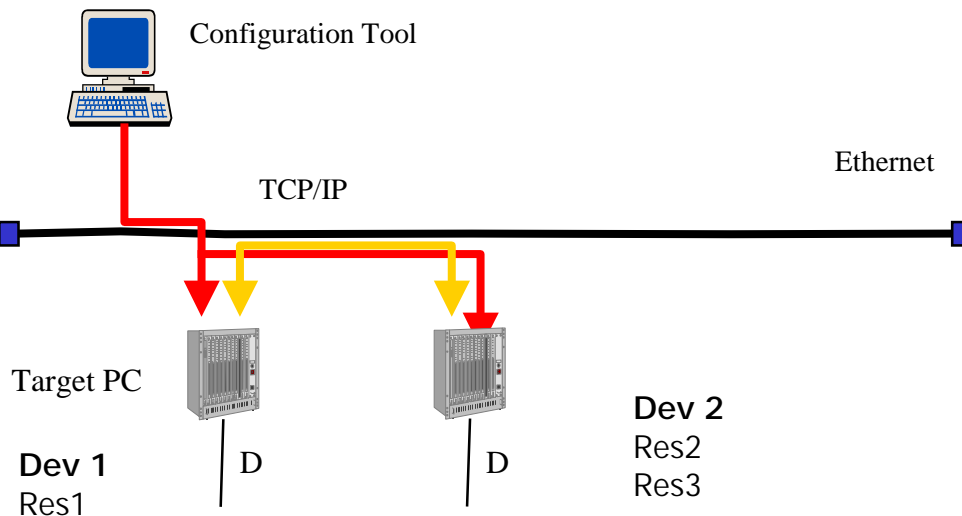 Configuration Tool
Ethernet
TCP/IP
Target PC
Dev 1
Res1
D
D
Dev 2
Res2
Res3